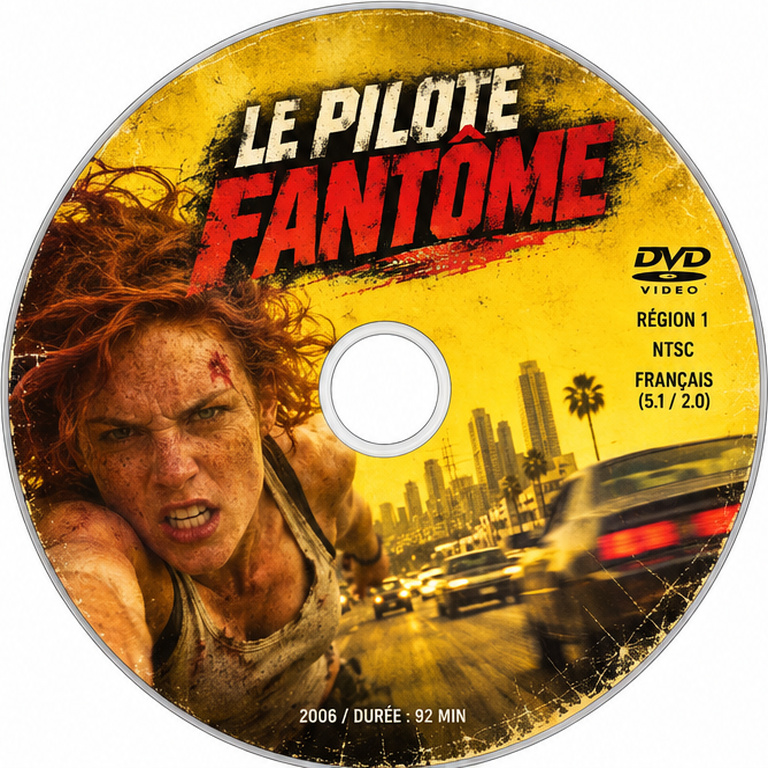 LE PILOTE
FANTÔME
DVD
VIDEO
RÉGION 1
NTSC
FRANÇAIS
(5.1 / 2.0)
2006 / DURÉE : 92 MIN